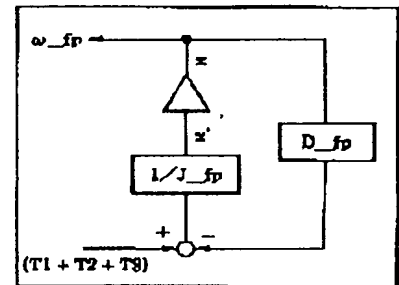 ω_fp
x
x'
D_fp
1/J_fp
+
−
(T1 + T2 + T3)